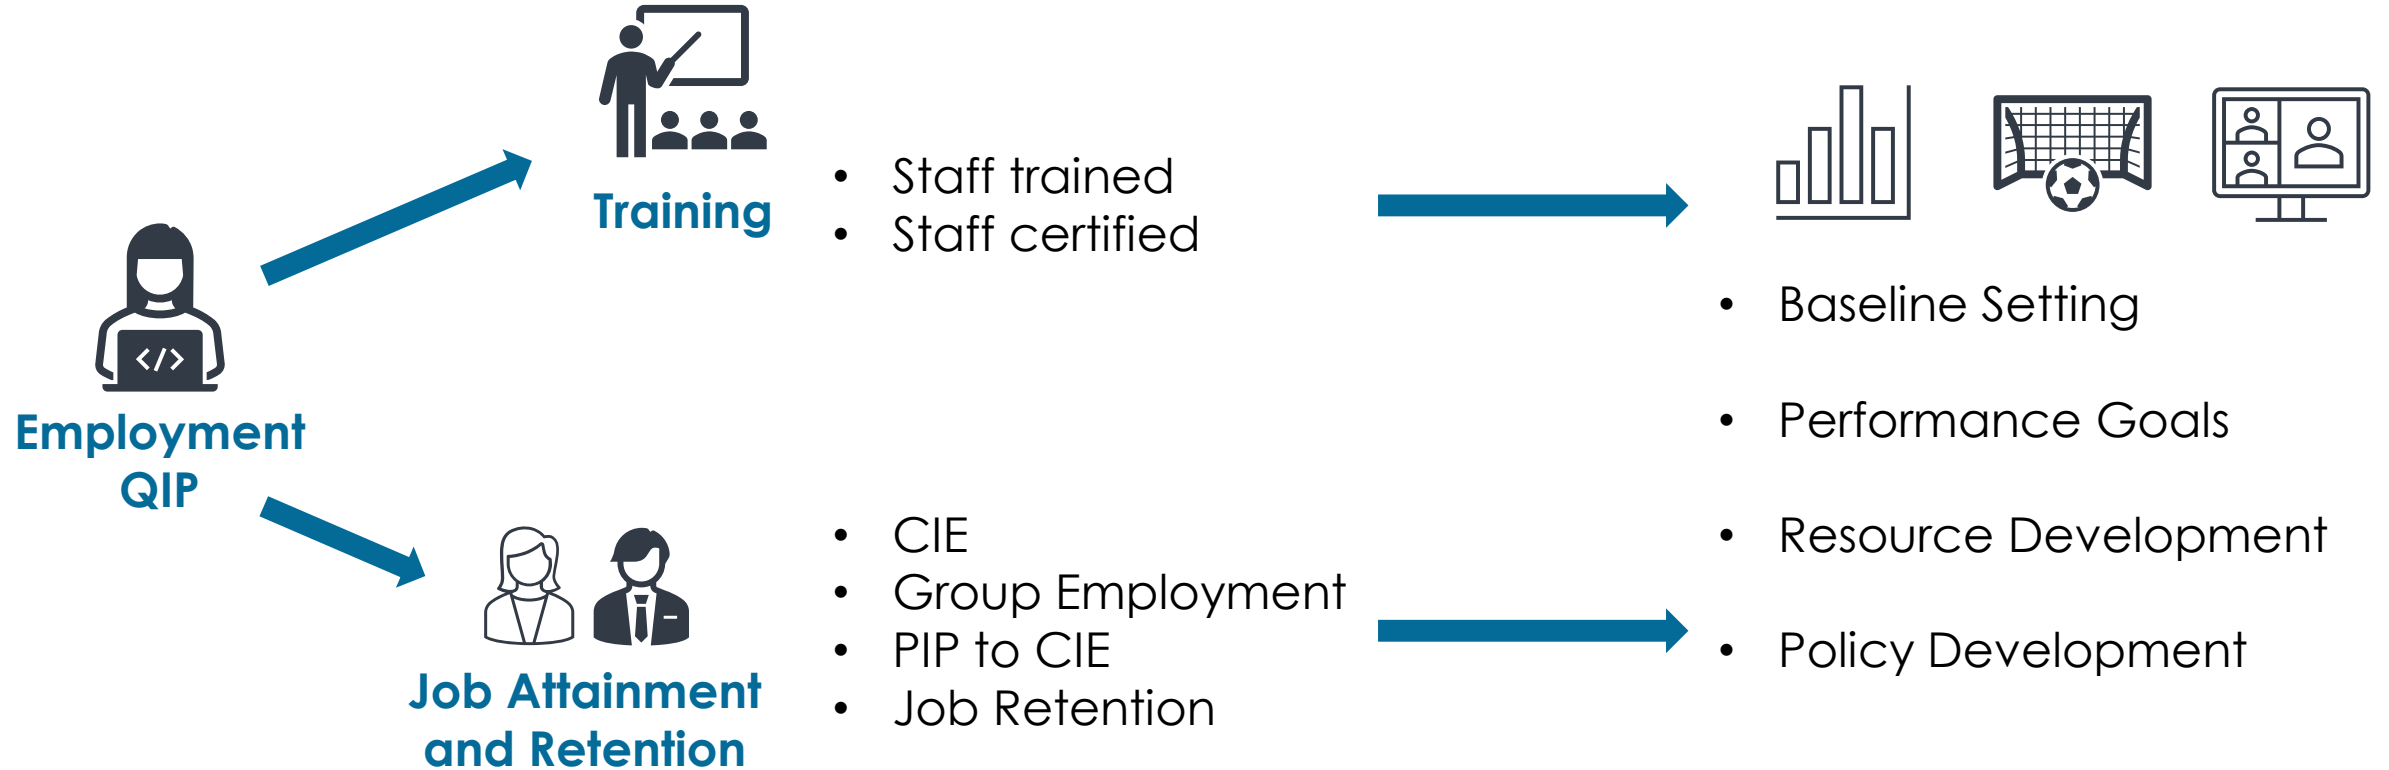 Employment
QIP
Training
• Staff trained
• Staff certified
Job Attainment
and Retention
• CIE
• Group Employment
• PIP to CIE
• Job Retention
• Baseline Setting
• Performance Goals
• Resource Development
• Policy Development